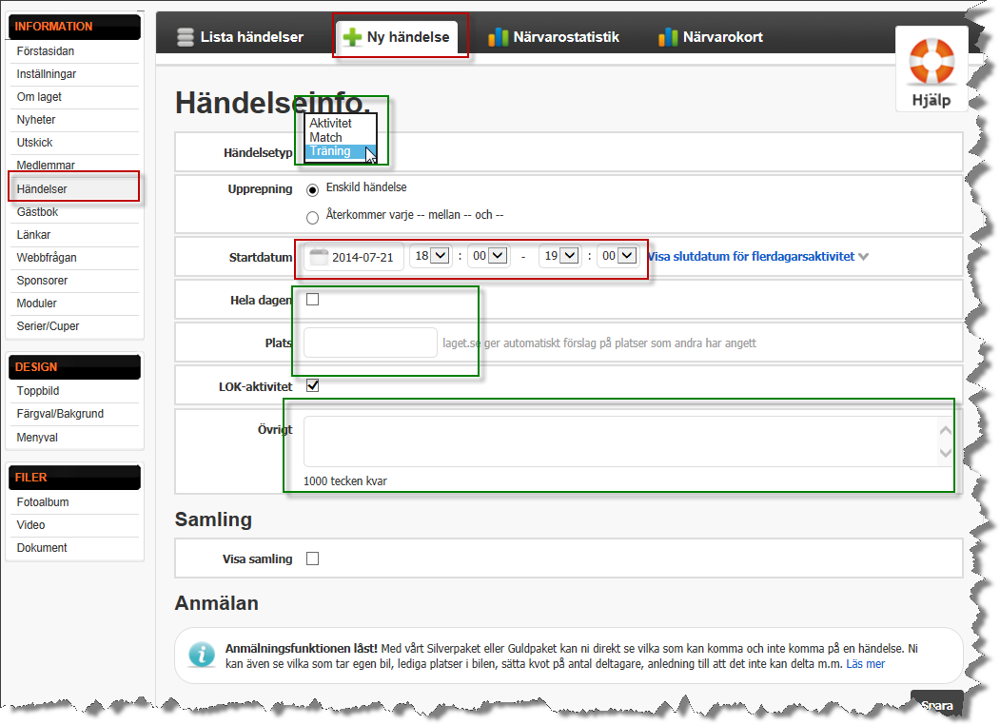 INFORMATION
Förstasidan
Inställningar
Om laget
Nyheter
Utskick
Medlemmar
Händelser
Gästbok
Länkar
Webbfrågan
Sponsorer
Moduler
Serier/Cuper
DESIGN
Toppbild
Färgval/Bakgrund
Menyval
FILER
Fotoalbum
Video
Dokument
Lista händelser Ny händelse Närvarostatistik Närvarokort
Hjälp
Händelseinfo.
Händelsetyp
Aktivitet
Match
Träning
Upprepning Enskild händelse
Återkommer varje -- mellan -- och --
Startdatum 2014-07-21 18 : 00 - 19 : 00 Visa slutdatum för flerdagarsaktivitet
Hela dagen
Plats laget.se ger automatiskt förslag på platser som andra har angett
LOK-aktivitet
Övrigt
1000 tecken kvar
Samling
Visa samling
Anmälan
Anmälningsfunktionen låst! Med vårt Silverpaket eller Guldpaket kan ni direkt se vilka som kan komma och inte komma på en händelse. Ni
kan även se vilka som tar egen bil, lediga platser i bilen, sätta kvot på antal deltagare, anledning till att det inte kan delta m.m. Läs mer
Spara